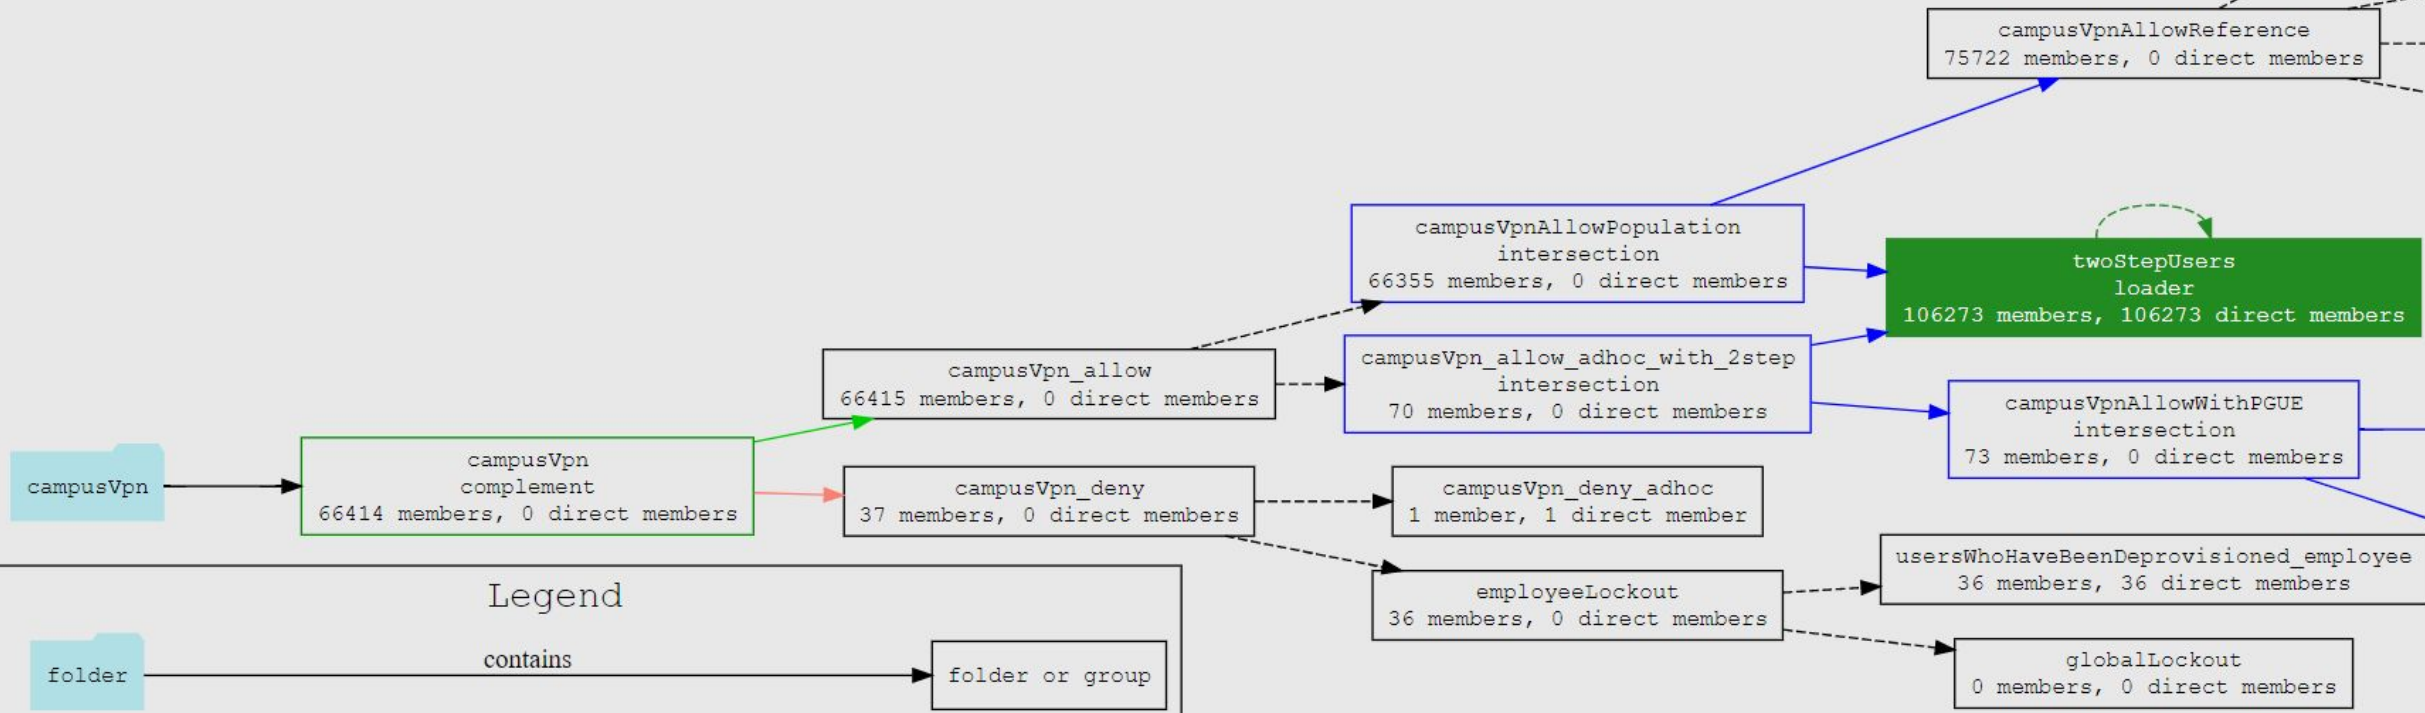 campusVpnAllowReference
75722 members, 0 direct members
campusVpnAllowPopulation
intersection
66355 members, 0 direct members
twoStepUsers
loader
106273 members, 106273 direct members
campusVpn_allow
66415 members, 0 direct members
campusVpn_allow_adhoc_with_2step
intersection
70 members, 0 direct members
campusVpnAllowWithPGUE
intersection
73 members, 0 direct members
campusVpn
campusVpn
complement
66414 members, 0 direct members
campusVpn_deny
37 members, 0 direct members
campusVpn_deny_adhoc
1 member, 1 direct member
usersWhoHaveBeenDeprovisioned_employee
36 members, 36 direct members
employeeLockout
36 members, 0 direct members
globalLockout
0 members, 0 direct members
Legend
folder
contains
folder or group